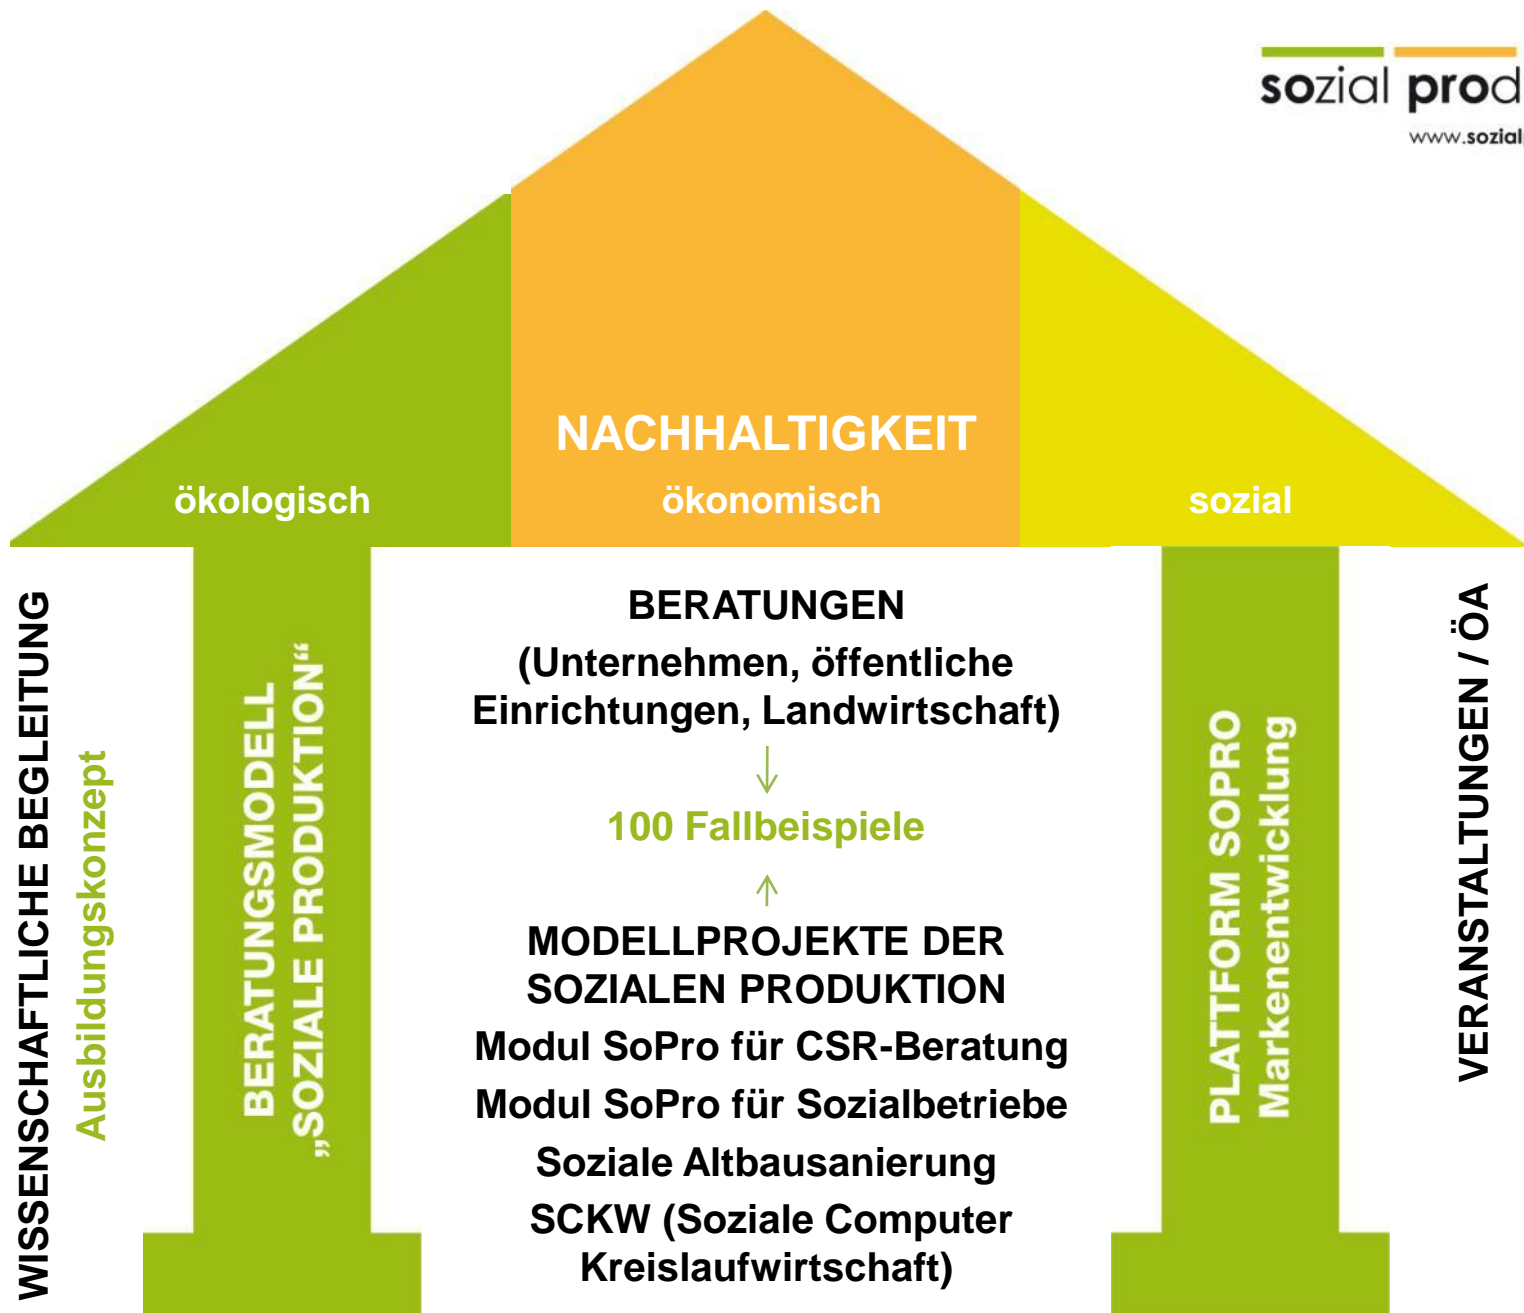 sozial prod
www.sozial
NACHHALTIGKEIT
ökologisch
ökonomisch
sozial
WISSENSCHAFTLICHE BEGLEITUNG
Ausbildungskonzept
BERATUNGSMODELL
„SOZIALE PRODUKTION“
BERATUNGEN
(Unternehmen, öffentliche
Einrichtungen, Landwirtschaft)
100 Fallbeispiele
MODELLPROJEKTE DER
SOZIALEN PRODUKTION
Modul SoPro für CSR-Beratung
Modul SoPro für Sozialbetriebe
Soziale Altbausanierung
SCKW (Soziale Computer
Kreislaufwirtschaft)
PLATTFORM SOPRO
Markenentwicklung
VERANSTALTUNGEN / ÖA